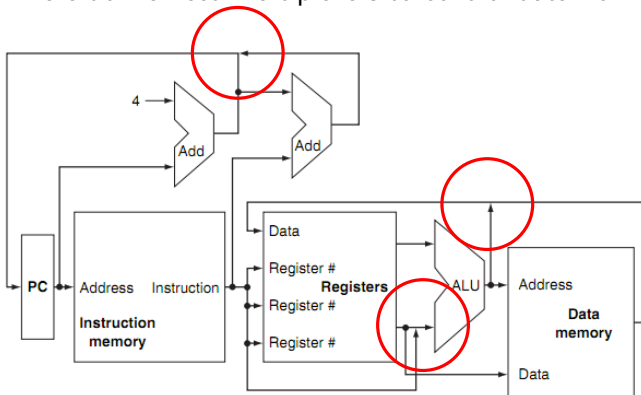 4
Add
Add
Data
Register #
PC
Address
Instruction
Registers
ALU
Address
Register #
Instruction
memory
Data
memory
Register #
Data